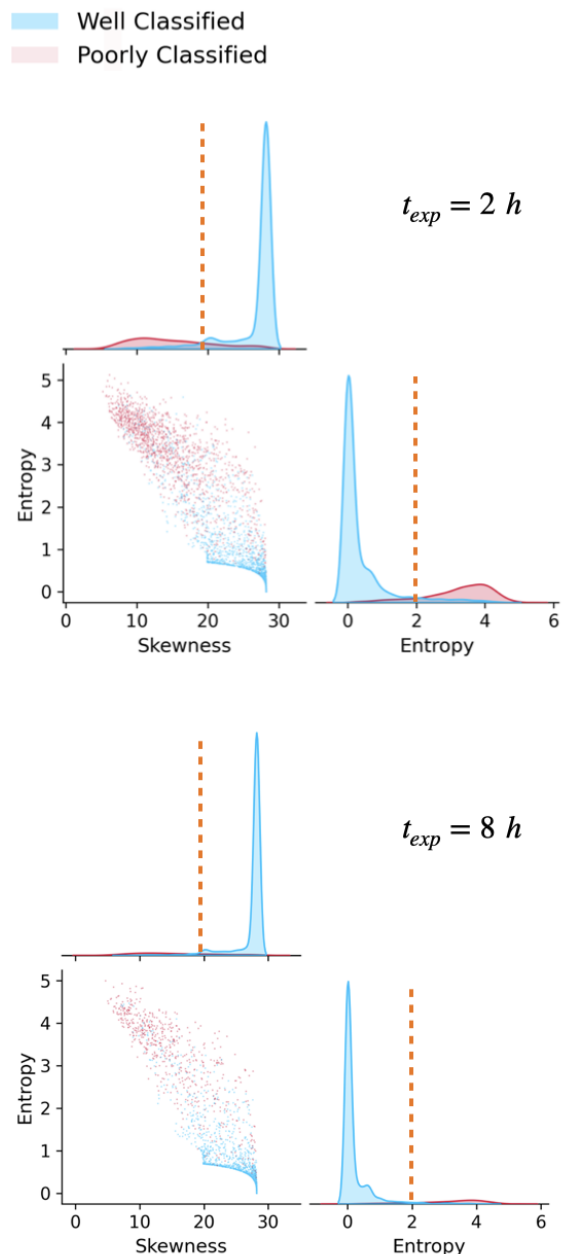 Well Classified
Poorly Classified
t_exp = 2 h
5
4
3
2
1
0
Entropy
0 10 20 30
Skewness
0 2 4 6
Entropy
t_exp = 8 h
5
4
3
2
1
0
Entropy
0 10 20 30
Skewness
0 2 4 6
Entropy